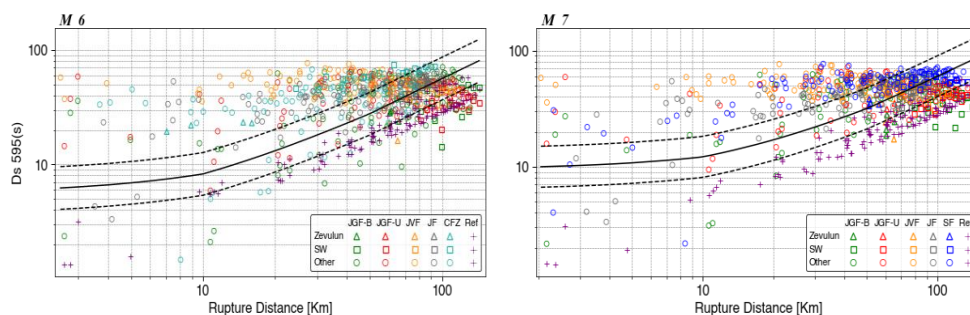 M 6
100
10
Ds 595(s)
JGF-B JGF-U JVF JF CFZ Ref
Zevulun
SW
Other
10 100
Rupture Distance [Km]
M 7
100
10
JGF-B JGF-U JVF JF SF Re
Zevulun
SW
Other
10 100
Rupture Distance [Km]